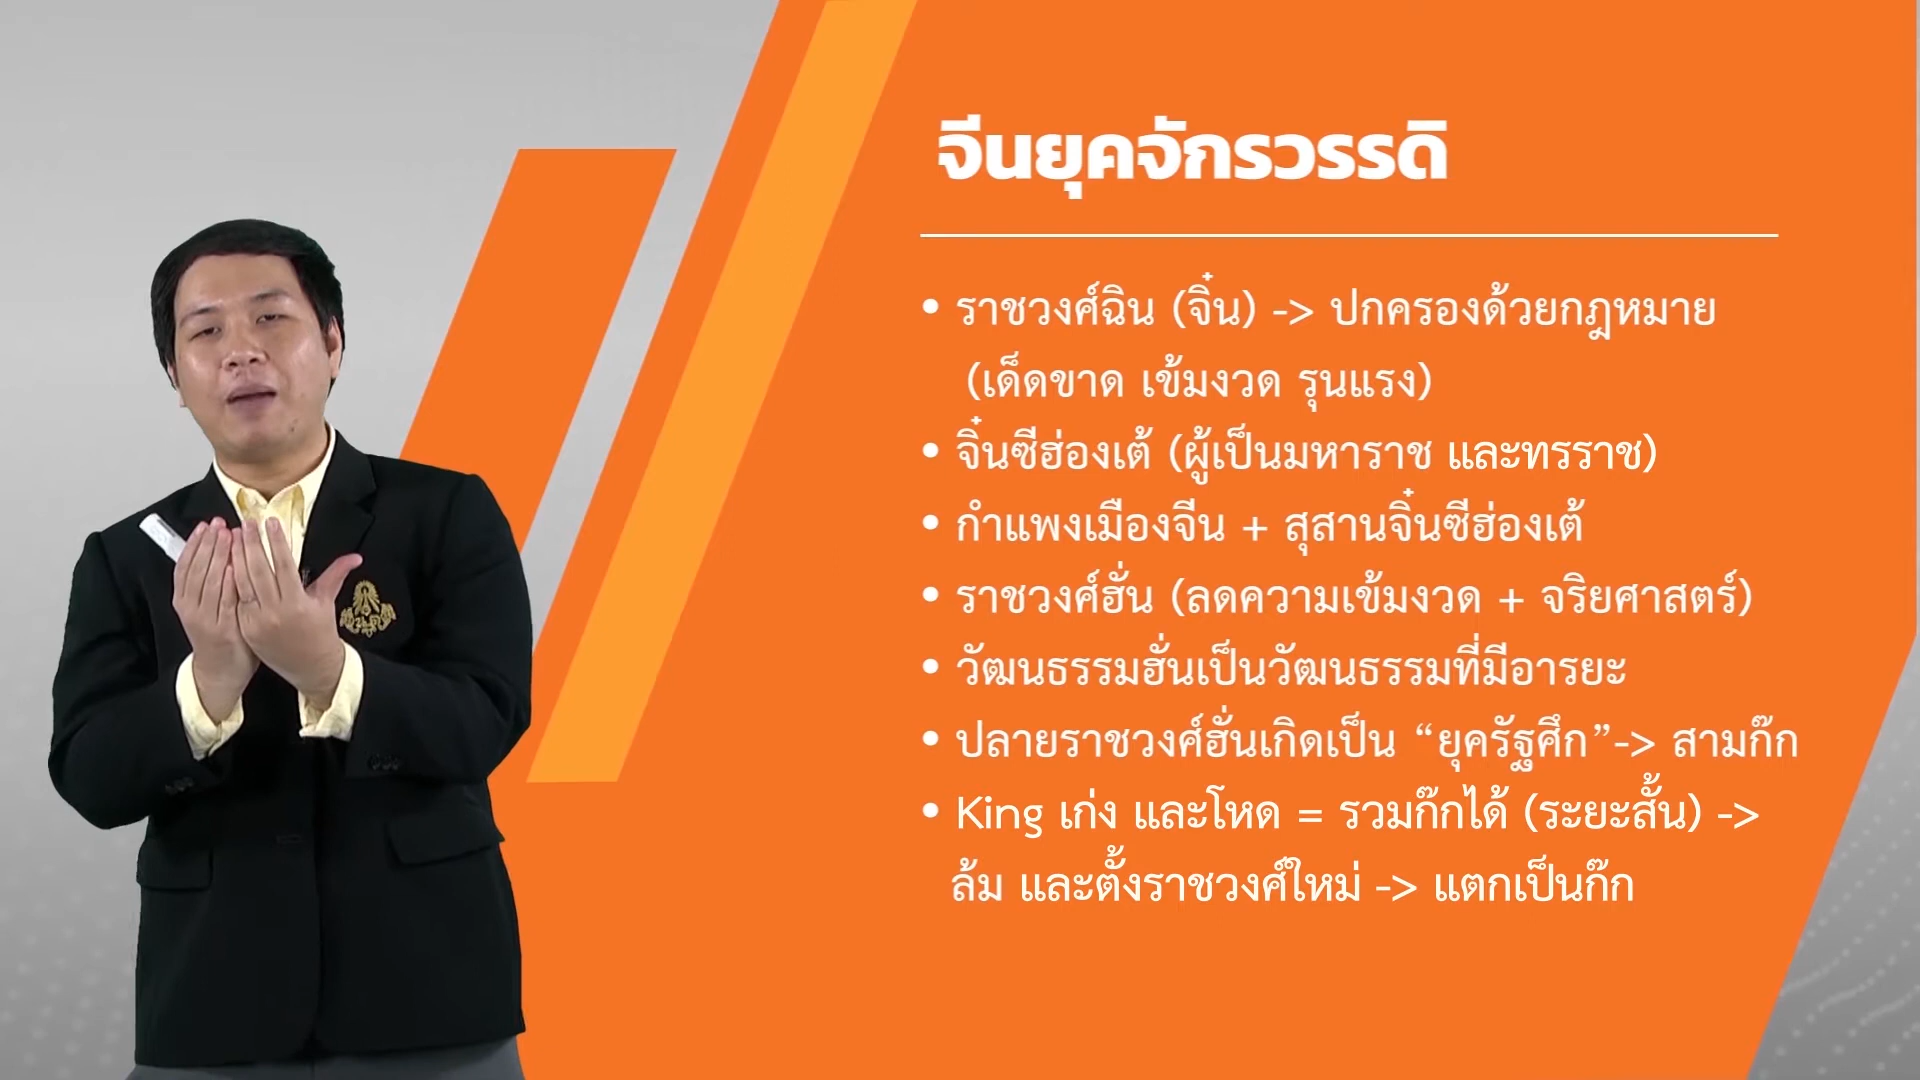 จีนยุคจักรวรรดิ
• ราชวงศ์ฉิน (จิ๋น) -> ปกครองด้วยกฎหมาย
(เด็ดขาด เข้มงวด รุนแรง)
• จิ๋นซีฮ่องเต้ (ผู้เป็นมหาราช และทรราช)
• กำแพงเมืองจีน + สุสานจิ๋นซีฮ่องเต้
• ราชวงศ์ฮั่น (ลดความเข้มงวด + จริยศาสตร์)
• วัฒนธรรมฮั่นเป็นวัฒนธรรมที่มีอารยะ
• ปลายราชวงศ์ฮั่นเกิดเป็น “ยุครัฐศึก”-> สามก๊ก
• King เก่ง และโหด = รวมก๊กได้ (ระยะสั้น) ->
ล้ม และตั้งราชวงศ์ใหม่ -> แตกเป็นก๊ก